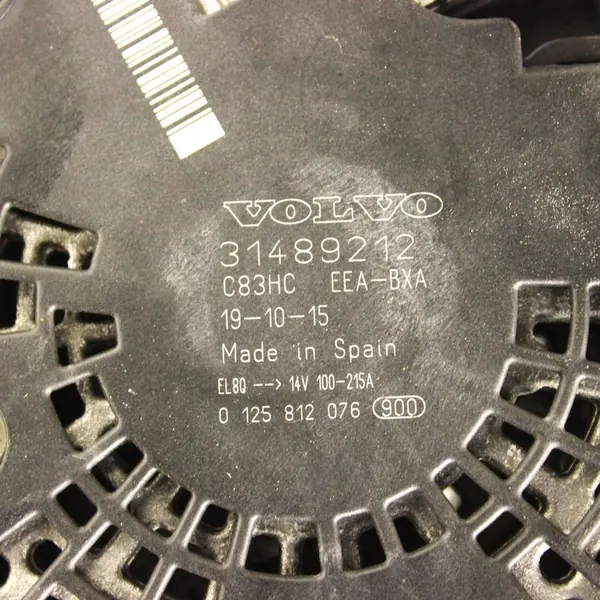 VOLVO
31489212
C83HC EEA-BXA
19-10-15
Made in Spain
EL8Q --> 14V 100-215A
0 125 812 076 900